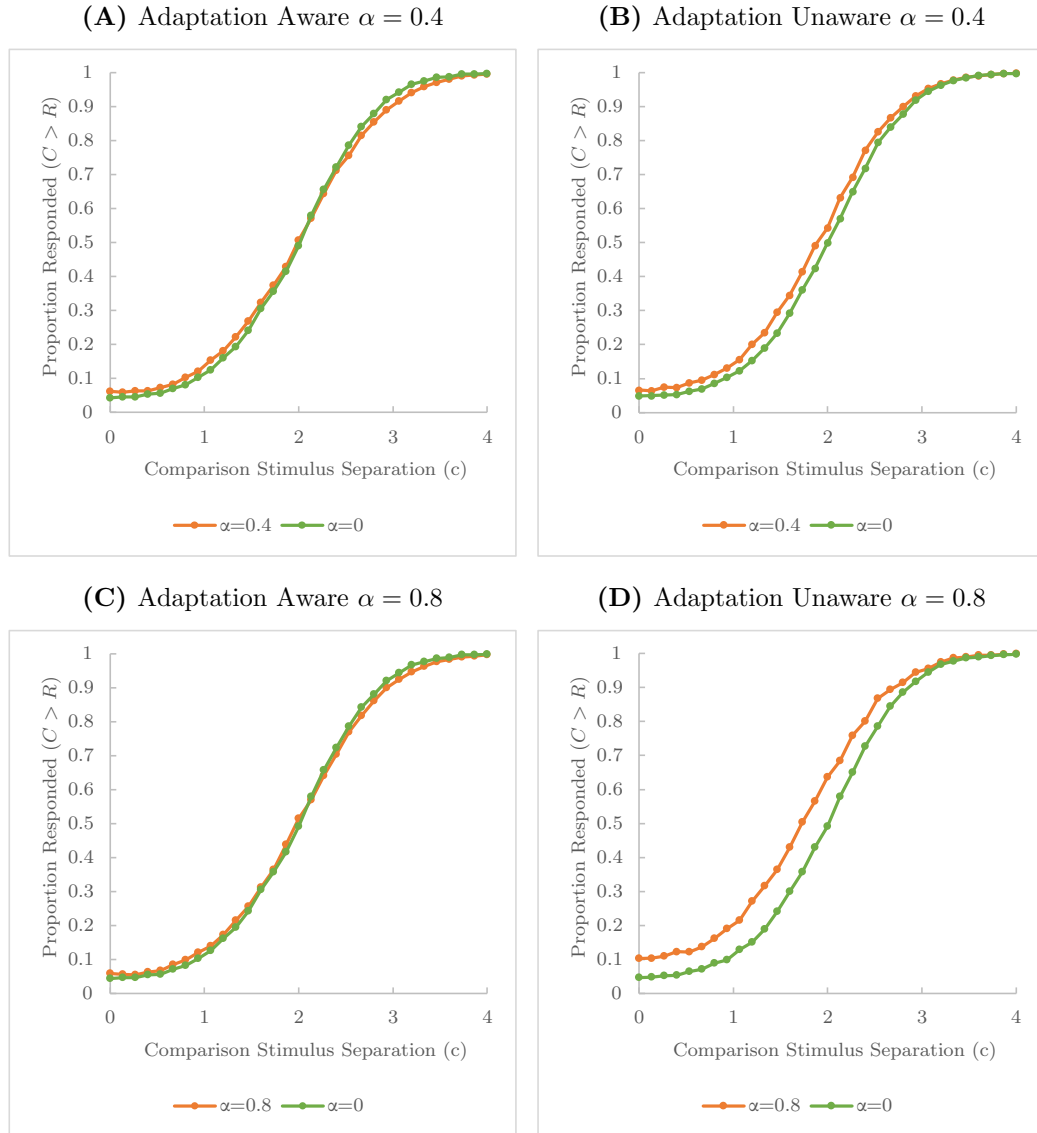 (A) Adaptation Aware α = 0.4
Proportion Responded (C > R)
1
0.9
0.8
0.7
0.6
0.5
0.4
0.3
0.2
0.1
0
0 1 2 3 4
Comparison Stimulus Separation (c)
α=0.4 α=0
(B) Adaptation Unaware α = 0.4
Proportion Responded (C > R)
1
0.9
0.8
0.7
0.6
0.5
0.4
0.3
0.2
0.1
0
0 1 2 3 4
Comparison Stimulus Separation (c)
α=0.4 α=0
(C) Adaptation Aware α = 0.8
Proportion Responded (C > R)
1
0.9
0.8
0.7
0.6
0.5
0.4
0.3
0.2
0.1
0
0 1 2 3 4
Comparison Stimulus Separation (c)
α=0.8 α=0
(D) Adaptation Unaware α = 0.8
Proportion Responded (C > R)
1
0.9
0.8
0.7
0.6
0.5
0.4
0.3
0.2
0.1
0
0 1 2 3 4
Comparison Stimulus Separation (c)
α=0.8 α=0